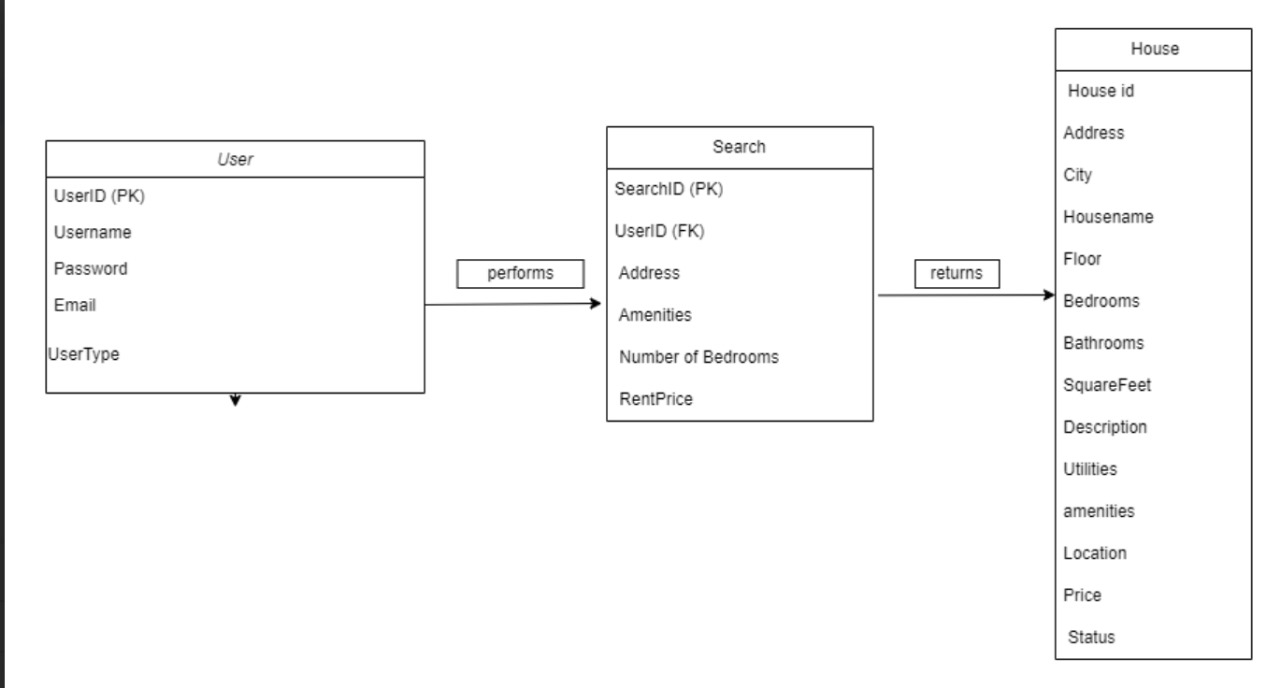 User
UserID (PK)
Username
Password
Email
UserType
performs
Search
SearchID (PK)
UserID (FK)
Address
Amenities
Number of Bedrooms
RentPrice
returns
House
House id
Address
City
Housename
Floor
Bedrooms
Bathrooms
SquareFeet
Description
Utilities
amenities
Location
Price
Status